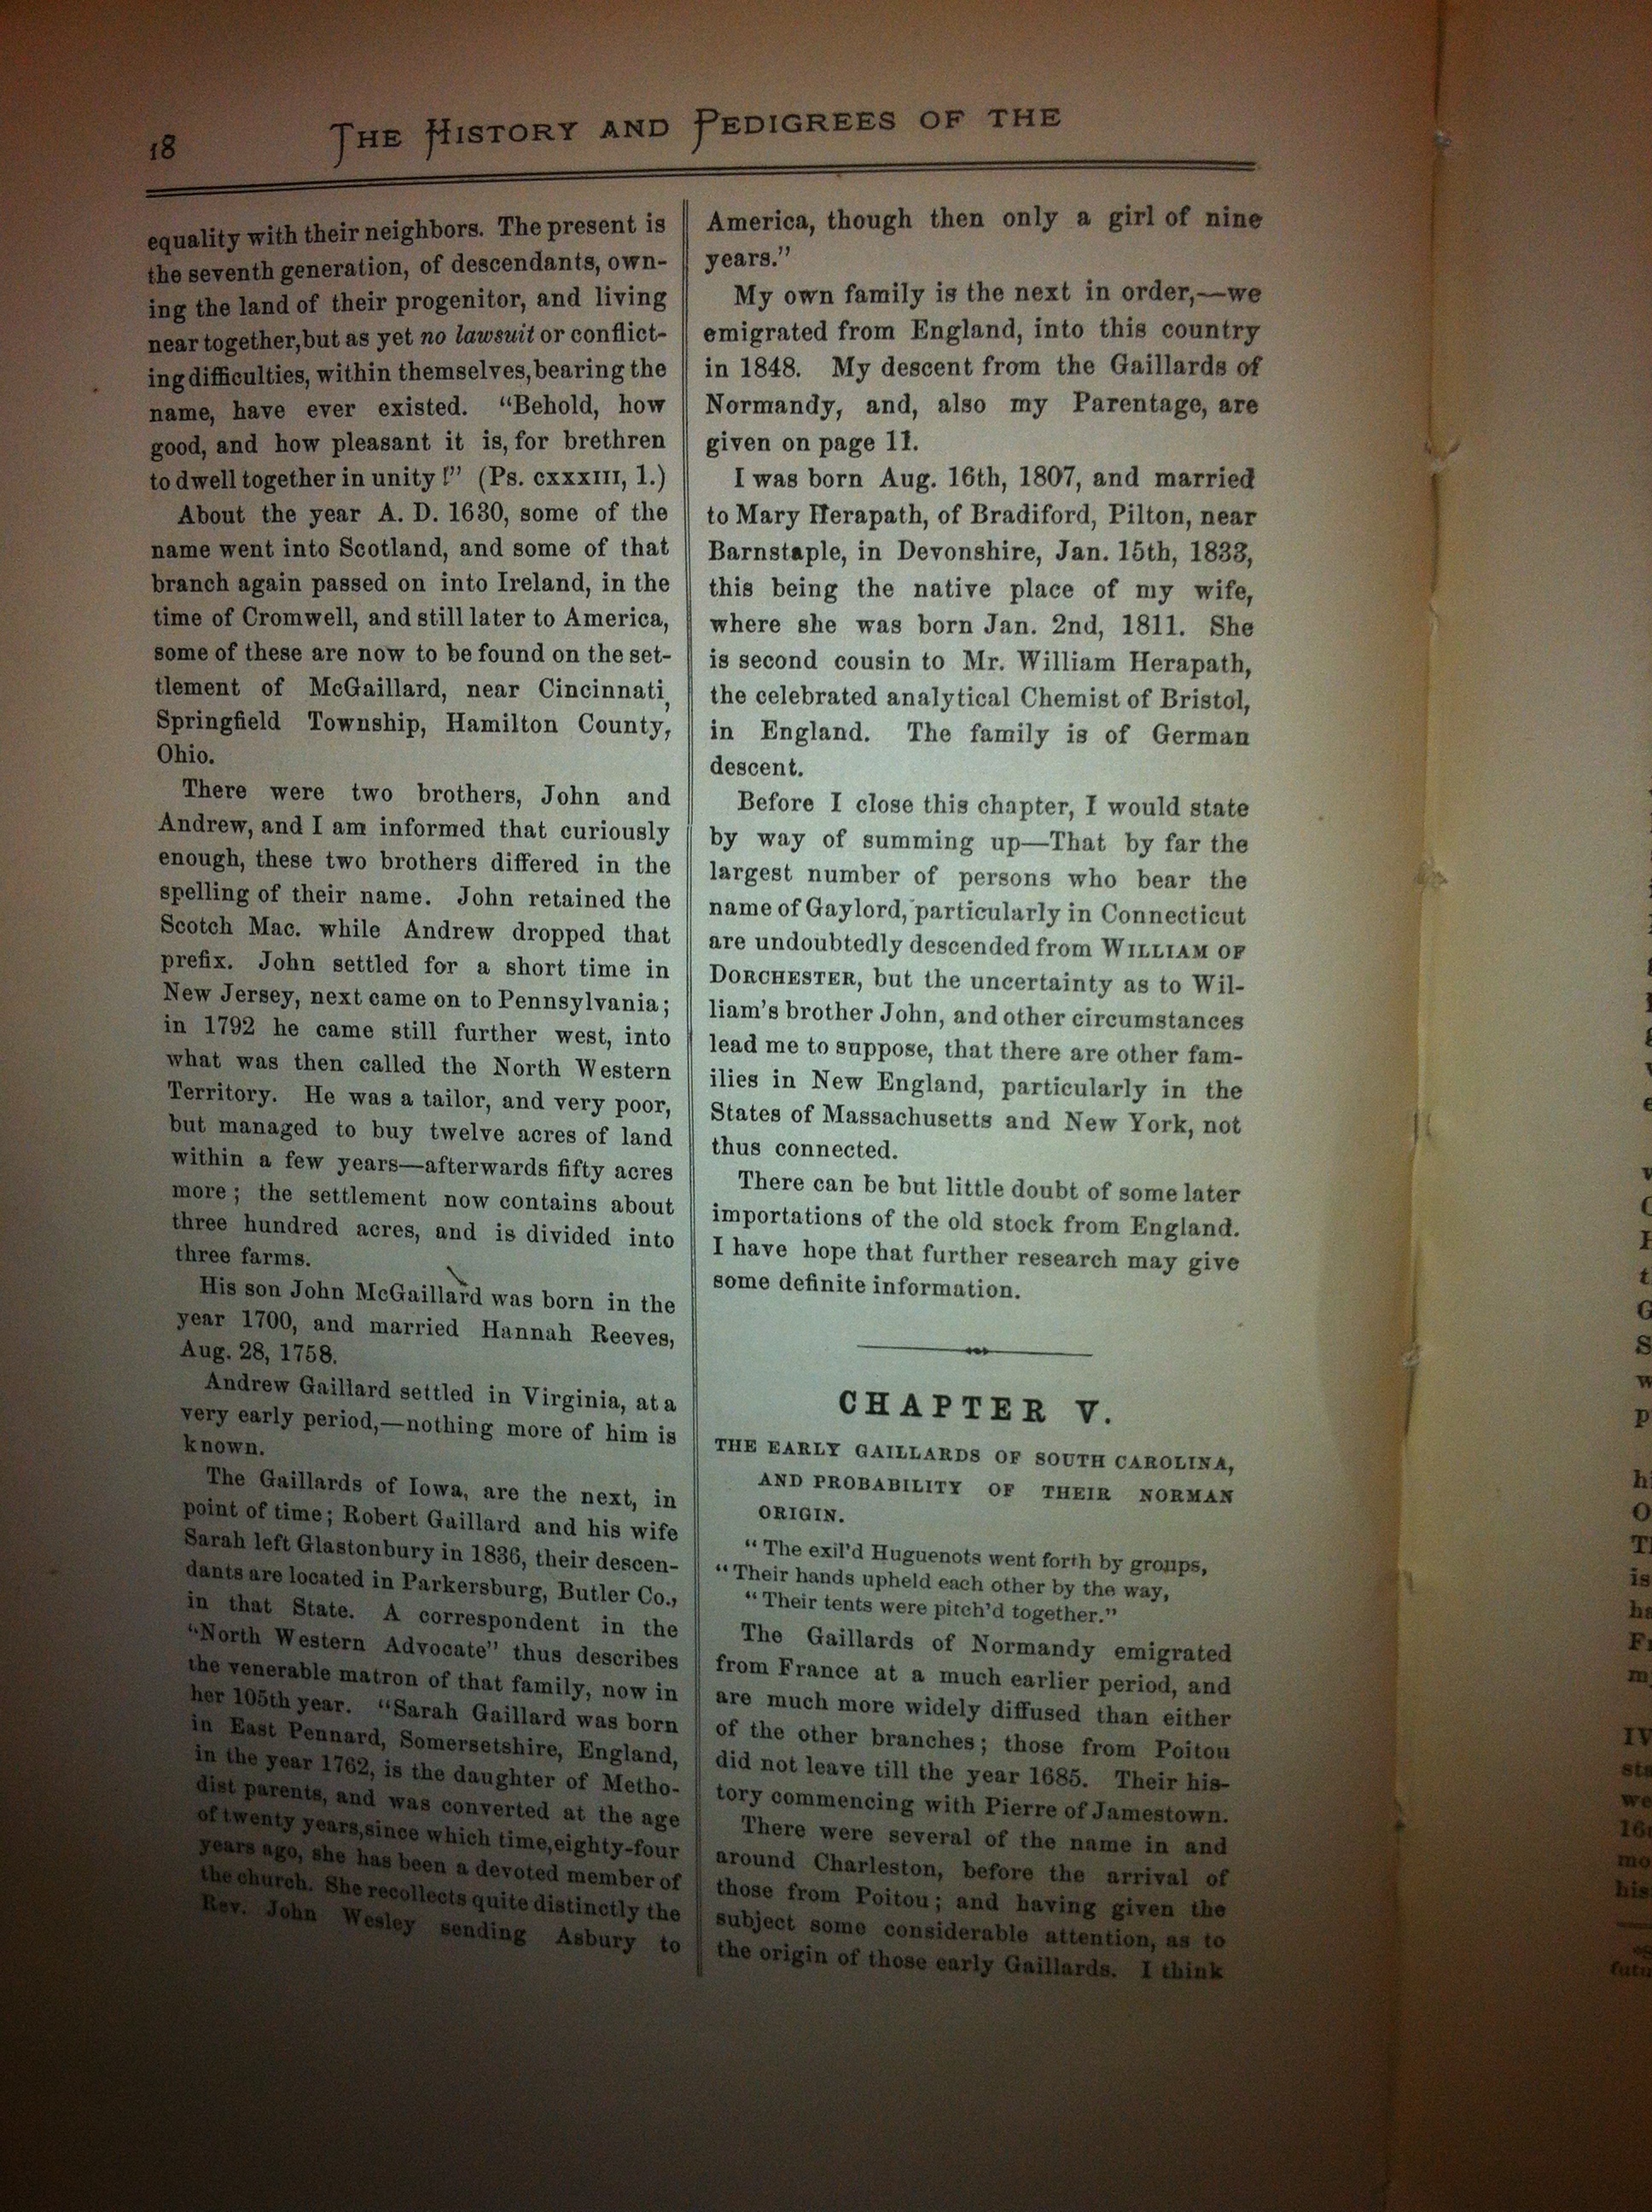 18
THE HISTORY AND PEDIGREES OF THE
equality with their neighbors. The present is
the seventh generation, of descendants, own-
ing the land of their progenitor, and living
near together, but as yet no lawsuit or conflict-
ing difficulties, within themselves, bearing the
name, have ever existed. "Behold, how
good, and how pleasant it is, for brethren
to dwell together in unity!" (Ps. CXXXIII, 1.)
About the year A. D. 1630, some of the
name went into Scotland, and some of that
branch again passed on into Ireland, in the
time of Cromwell, and still later to America,
some of these are now to be found on the set-
tlement of McGaillard, near Cincinnati,
Springfield Township, Hamilton County,
Ohio.
There were two brothers, John and
Andrew, and I am informed that curiously
enough, these two brothers differed in the
spelling of their name. John retained the
Scotch Mac. while Andrew dropped that
prefix. John settled for a short time in
New Jersey, next came on to Pennsylvania;
in 1792 he came still further west, into
what was then called the North Western
Territory. He was a tailor, and very poor,
but managed to buy twelve acres of land
within a few years—afterwards fifty acres
more; the settlement now contains about
three hundred acres, and is divided into
three farms.
His son John McGaillard was born in the
year 1700, and married Hannah Reeves,
Aug. 28, 1758.
Andrew Gaillard settled in Virginia, at a
very early period,—nothing more of him is
known.
The Gaillards of Iowa, are the next, in
point of time; Robert Gaillard and his wife
Sarah left Glastonbury in 1836, their descen-
dants are located in Parkersburg, Butler Co.,
in that State. A correspondent in the
"North Western Advocate" thus describes
the venerable matron of that family, now in
her 105th year. "Sarah Gaillard was born
in East Pennard, Somersetshire, England,
in the year 1762, is the daughter of Metho-
dist parents, and was converted at the age
of twenty years, since which time, eighty-four
years ago, she has been a devoted member of
the church. She recollects quite distinctly the
Rev. John Wesley sending Asbury to
America, though then only a girl of nine
years."
My own family is the next in order,—we
emigrated from England, into this country
in 1848. My descent from the Gaillards of
Normandy, and, also my Parentage, are
given on page 11.
I was born Aug. 16th, 1807, and married
to Mary Herapath, of Bradiford, Pilton, near
Barnstaple, in Devonshire, Jan. 15th, 1833,
this being the native place of my wife,
where she was born Jan. 2nd, 1811. She
is second cousin to Mr. William Herapath,
the celebrated analytical Chemist of Bristol,
in England. The family is of German
descent.
Before I close this chapter, I would state
by way of summing up—That by far the
largest number of persons who bear the
name of Gaylord, particularly in Connecticut
are undoubtedly descended from WILLIAM OF
DORCHESTER, but the uncertainty as to Wil-
liam's brother John, and other circumstances
lead me to suppose, that there are other fam-
ilies in New England, particularly in the
States of Massachusetts and New York, not
thus connected.
There can be but little doubt of some later
importations of the old stock from England.
I have hope that further research may give
some definite information.
CHAPTER V.
THE EARLY GAILLARDS OF SOUTH CAROLINA,
AND PROBABILITY OF THEIR NORMAN
ORIGIN.
"The exil'd Huguenots went forth by groups,
"Their hands upheld each other by the way,
"Their tents were pitch'd together."
The Gaillards of Normandy emigrated
from France at a much earlier period, and
are much more widely diffused than either
of the other branches; those from Poitou
did not leave till the year 1685. Their his-
tory commencing with Pierre of Jamestown.
There were several of the name in and
around Charleston, before the arrival of
those from Poitou; and having given the
subject some considerable attention, as to
the origin of those early Gaillards. I think